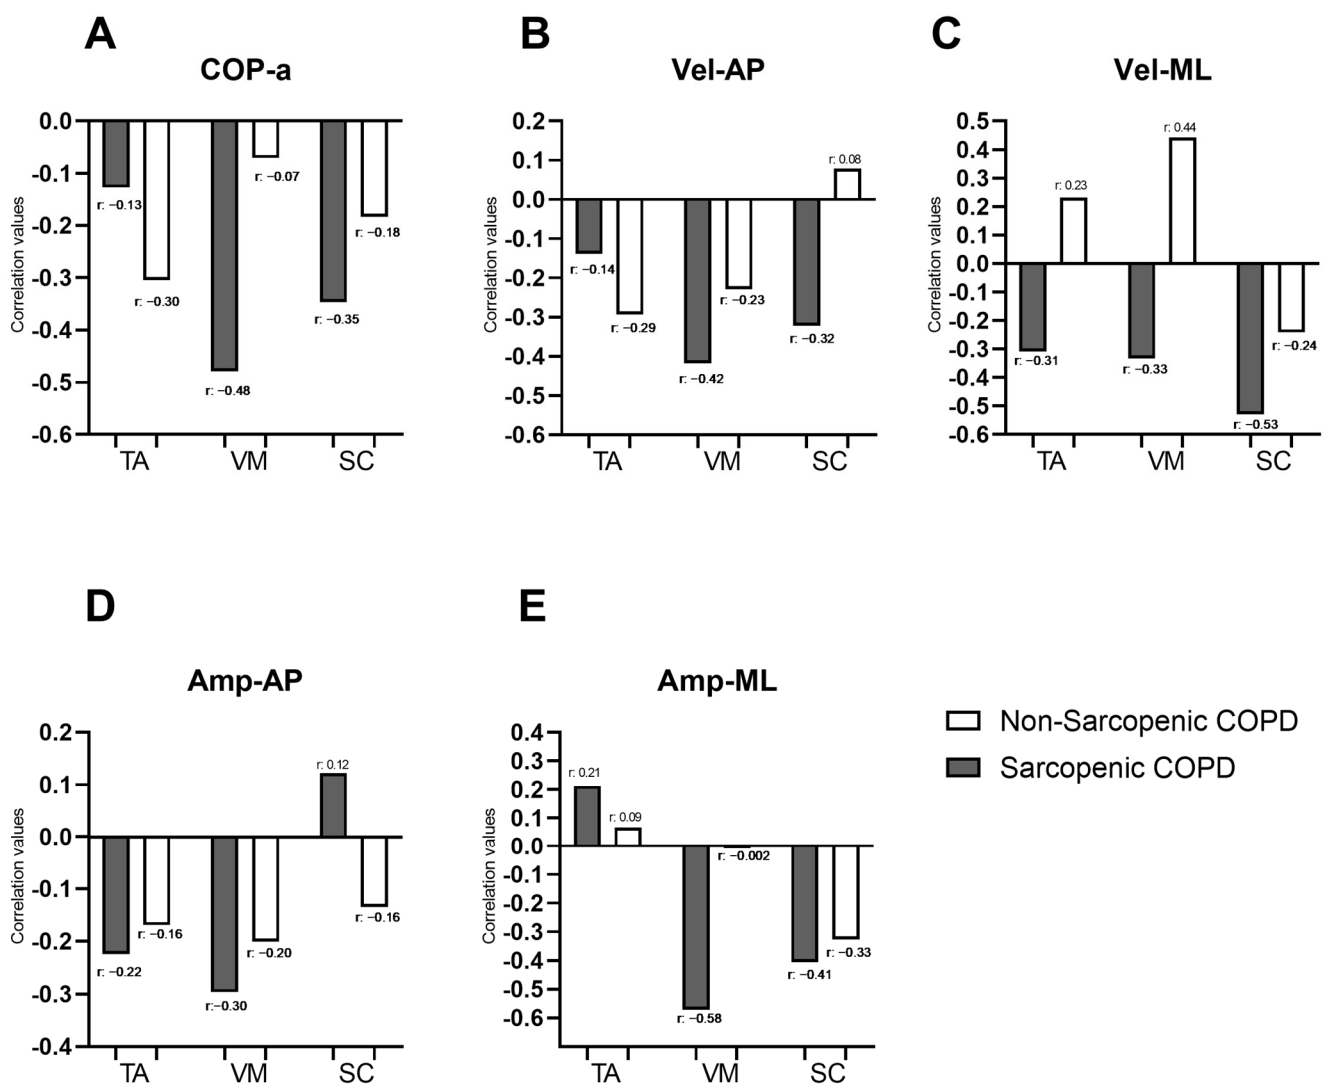 A
COP-a
Correlation values
0.0
-0.1
-0.2
-0.3
-0.4
-0.5
-0.6
r: −0.13
r: −0.30
r: −0.48
r: −0.07
r: −0.35
r: −0.18
TA
VM
SC
B
Vel-AP
Correlation values
0.2
0.1
0.0
-0.1
-0.2
-0.3
-0.4
-0.5
-0.6
r: −0.14
r: −0.29
r: −0.42
r: −0.23
r: −0.32
r: 0.08
TA
VM
SC
C
Vel-ML
Correlation values
0.5
0.4
0.3
0.2
0.1
0.0
-0.1
-0.2
-0.3
-0.4
-0.5
-0.6
r: −0.31
r: 0.23
r: −0.33
r: 0.44
r: −0.53
r: −0.24
TA
VM
SC
D
Amp-AP
Correlation values
0.2
0.1
0.0
-0.1
-0.2
-0.3
-0.4
r: −0.22
r: −0.16
r:−0.30
r: −0.20
r: 0.12
r: −0.16
TA
VM
SC
E
Amp-ML
Correlation values
0.4
0.3
0.2
0.1
0.0
-0.1
-0.2
-0.3
-0.4
-0.5
-0.6
r: 0.21
r: 0.09
r: −0.58
r: −0.002
r: −0.41
r: −0.33
TA
VM
SC
Non-Sarcopenic COPD
Sarcopenic COPD